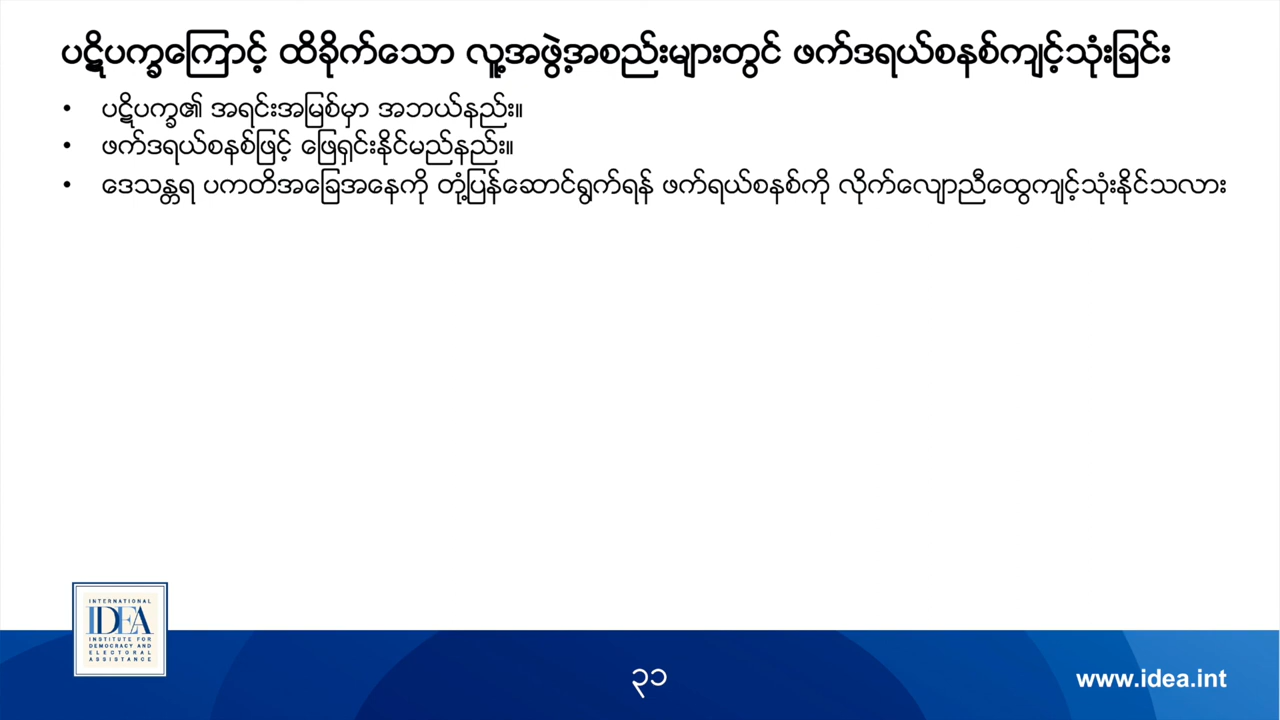 ပဋိပက္ခကြောင့် ထိခိုက်သော လူ့အဖွဲ့အစည်းများတွင် ဖက်ဒရယ်စနစ်ကျင့်သုံးခြင်း
• ပဋိပက္ခ၏ အရင်းအမြစ်မှာ အဘယ်နည်း။
• ဖက်ဒရယ်စနစ်ဖြင့် ဖြေရှင်းနိုင်မည်နည်း။
• ဒေသန္တရ ပကတိအခြေအနေကို တုံ့ပြန်ဆောင်ရွက်ရန် ဖက်ရယ်စနစ်ကို လိုက်လျောညီထွေကျင့်သုံးနိုင်သလား
INTERNATIONAL
IDEA
INSTITUTE FOR
DEMOCRACY AND
ELECTORAL
ASSISTANCE
၃၁
www.idea.int